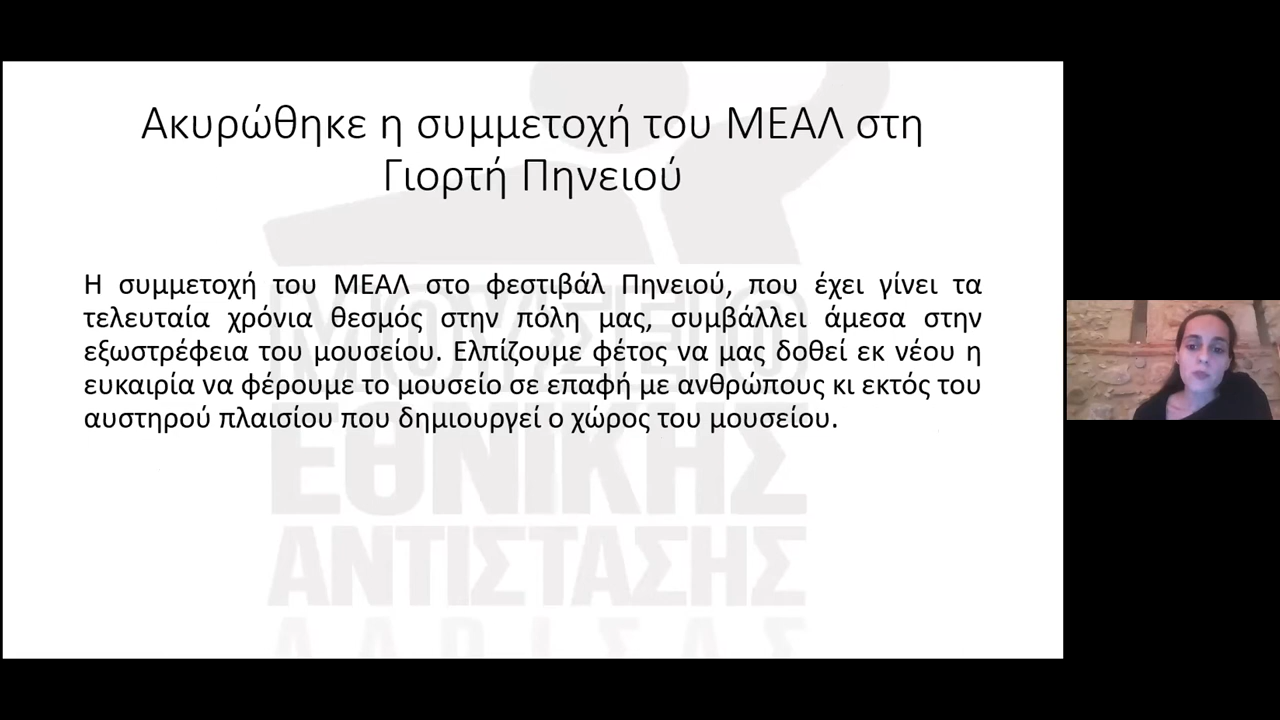 Ακυρώθηκε η συμμετοχή του ΜΕΑΛ στη
Γιορτή Πηνειού
Η συμμετοχή του ΜΕΑΛ στο φεστιβάλ Πηνειού, που έχει γίνει τα
τελευταία χρόνια θεσμός στην πόλη μας, συμβάλλει άμεσα στην
εξωστρέφεια του μουσείου. Ελπίζουμε φέτος να μας δοθεί εκ νέου η
ευκαιρία να φέρουμε το μουσείο σε επαφή με ανθρώπους κι εκτός του
αυστηρού πλαισίου που δημιουργεί ο χώρος του μουσείου.
ΜΟΥΣΕΙΟ
ΕΘΝΙΚΗΣ
ΑΝΤΙΣΤΑΣΗΣ
ΛΑΡΙΣΑΣ